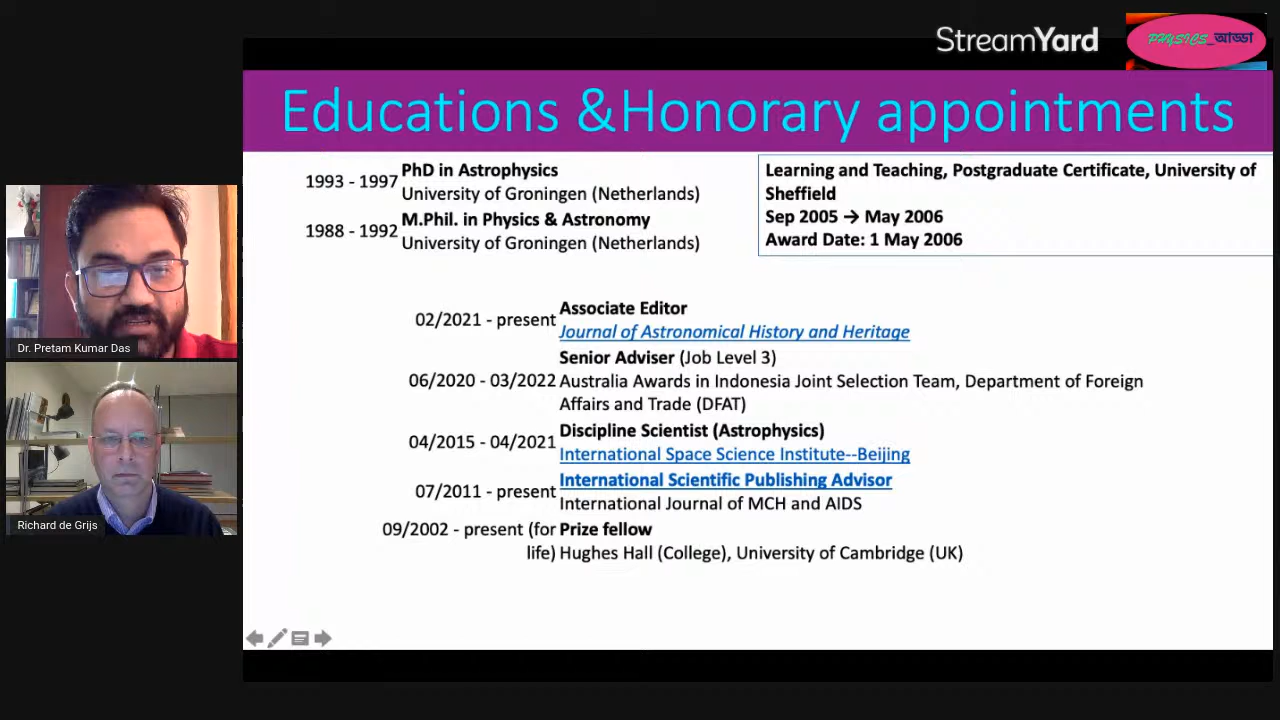 StreamYard
PHYSICS_আড্ডা
Educations &Honorary appointments
1993 - 1997
PhD in Astrophysics
University of Groningen (Netherlands)
1988 - 1992
M.Phil. in Physics & Astronomy
University of Groningen (Netherlands)
Learning and Teaching, Postgraduate Certificate, University of
Sheffield
Sep 2005 → May 2006
Award Date: 1 May 2006
02/2021 - present
Associate Editor
Journal of Astronomical History and Heritage
06/2020 - 03/2022
Senior Adviser (Job Level 3)
Australia Awards in Indonesia Joint Selection Team, Department of Foreign
Affairs and Trade (DFAT)
04/2015 - 04/2021
Discipline Scientist (Astrophysics)
International Space Science Institute--Beijing
07/2011 - present
International Scientific Publishing Advisor
International Journal of MCH and AIDS
09/2002 - present (for
life)
Prize fellow
Hughes Hall (College), University of Cambridge (UK)
Dr. Pretam Kumar Das
Richard de Grijs